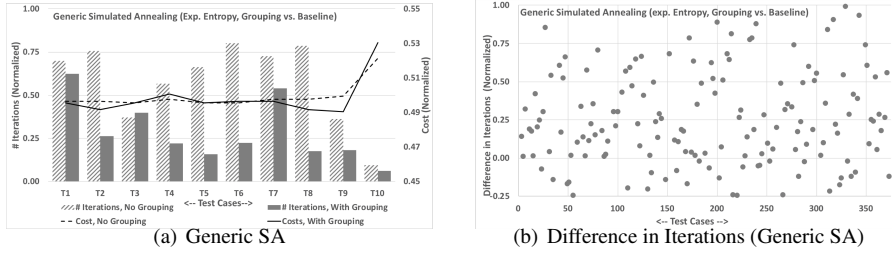 Generic Simulated Annealing (Exp. Entropy, Grouping vs. Baseline)
# Iterations (Normalized)
1.00
0.75
0.50
0.25
0.00
0.55
0.53
0.51
0.49
0.47
0.45
Cost (Normalized)
T1 T2 T3 T4 T5 T6 T7 T8 T9 T10
<-- Test Cases-->
# Iterations, No Grouping
# Iterations, With Grouping
Cost, No Grouping
Costs, With Grouping
(a) Generic SA
Generic Simulated Annealing (exp. Entropy, Grouping vs. Baseline)
Difference in Iterations (Normalized)
1.00
0.75
0.50
0.25
0.00
-0.25
0 50 100 150 200 250 300 350
<-- Test Cases -->
(b) Difference in Iterations (Generic SA)